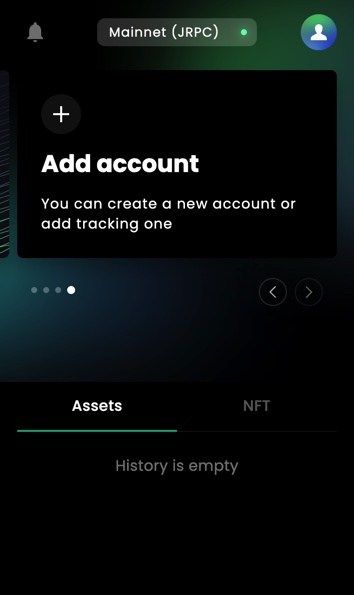 Mainnet (JRPC)
Add account
You can create a new account or
add tracking one
Assets
NFT
History is empty